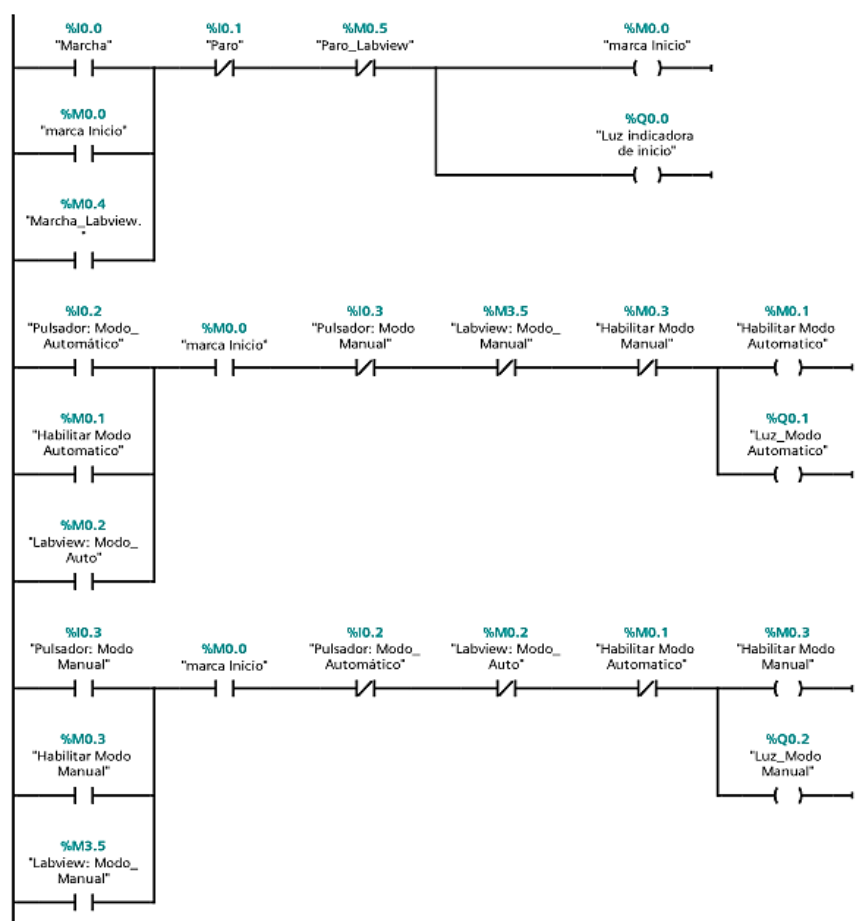 %I0.0
"Marcha"
%I0.1
"Paro"
%M0.5
"Paro_Labview"
%M0.0
"marca Inicio"
%M0.0
"marca Inicio"
%Q0.0
"Luz indicadora
de inicio"
%M0.4
"Marcha_Labview.
"
%I0.2
"Pulsador: Modo_
Automático"
%M0.0
"marca Inicio"
%I0.3
"Pulsador: Modo
Manual"
%M3.5
"Labview: Modo_
Manual"
%M0.3
"Habilitar Modo
Manual"
%M0.1
"Habilitar Modo
Automatico"
%M0.1
"Habilitar Modo
Automatico"
%Q0.1
"Luz_Modo
Automatico"
%M0.2
"Labview: Modo_
Auto"
%I0.3
"Pulsador: Modo
Manual"
%M0.0
"marca Inicio"
%I0.2
"Pulsador: Modo_
Automático"
%M0.2
"Labview: Modo_
Auto"
%M0.1
"Habilitar Modo
Automatico"
%M0.3
"Habilitar Modo
Manual"
%M0.3
"Habilitar Modo
Manual"
%Q0.2
"Luz_Modo
Manual"
%M3.5
"Labview: Modo_
Manual"